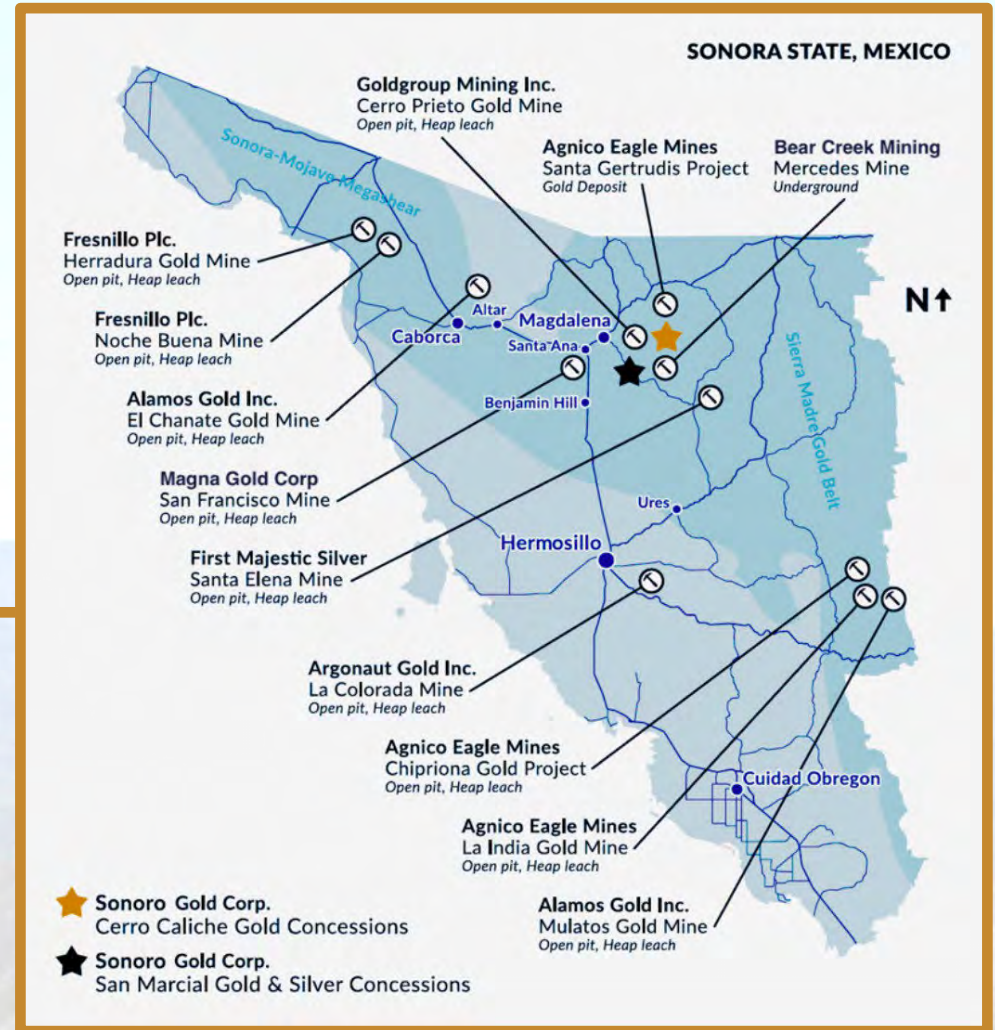 SONORA STATE, MEXICO
Goldgroup Mining Inc.
Cerro Prieto Gold Mine
Open pit, Heap leach
Agnico Eagle Mines
Santa Gertrudis Project
Gold Deposit
Bear Creek Mining
Mercedes Mine
Underground
Sonora-Mojave Megashear
Fresnillo Plc.
Herradura Gold Mine
Open pit, Heap leach
Fresnillo Plc.
Noche Buena Mine
Open pit, Heap leach
N↑
Altar
Caborca
Magdalena
Santa Ana
Benjamin Hill
Sierra Madre Gold Belt
Alamos Gold Inc.
El Chanate Gold Mine
Open pit, Heap leach
Magna Gold Corp
San Francisco Mine
Open pit, Heap leach
Ures
Hermosillo
First Majestic Silver
Santa Elena Mine
Open pit, Heap leach
Argonaut Gold Inc.
La Colorada Mine
Open pit, Heap leach
Agnico Eagle Mines
Chipriona Gold Project
Open pit, Heap leach
Cuidad Obregon
Agnico Eagle Mines
La India Gold Mine
Open pit, Heap leach
Alamos Gold Inc.
Mulatos Gold Mine
Open pit, Heap leach
Sonoro Gold Corp.
Cerro Caliche Gold Concessions
Sonoro Gold Corp.
San Marcial Gold & Silver Concessions